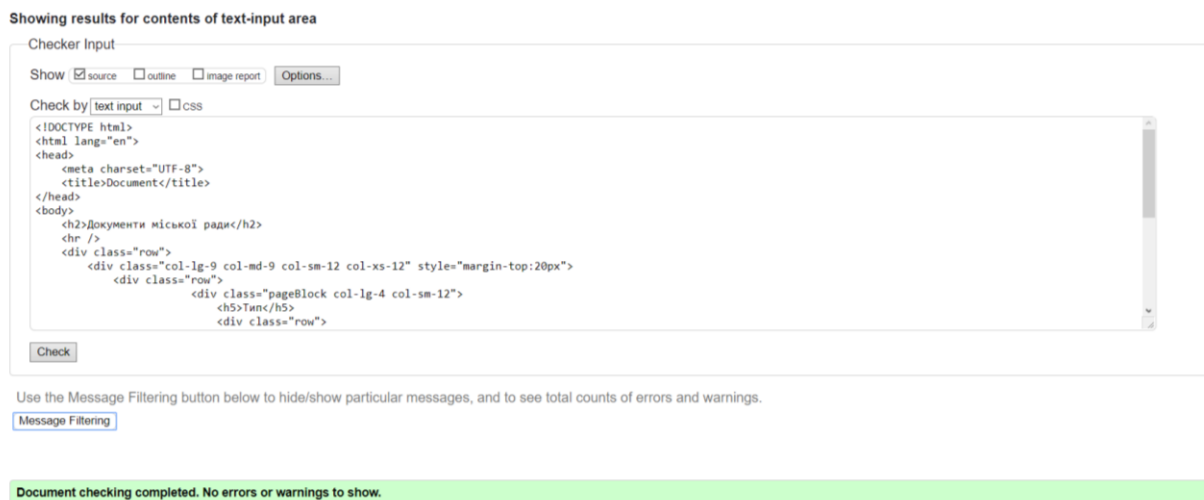 Showing results for contents of text-input area
Checker Input
Show source outline image report Options...
Check by text input css
<!DOCTYPE html>
<html lang="en">
<head>
<meta charset="UTF-8">
<title>Document</title>
</head>
<body>
<h2>Документи міської ради</h2>
<hr />
<div class="row">
<div class="col-lg-9 col-md-9 col-sm-12 col-xs-12" style="margin-top:20px">
<div class="row">
<div class="pageBlock col-lg-4 col-sm-12">
<h5>Тип</h5>
<div class="row">
Check
Use the Message Filtering button below to hide/show particular messages, and to see total counts of errors and warnings.
Message Filtering
Document checking completed. No errors or warnings to show.